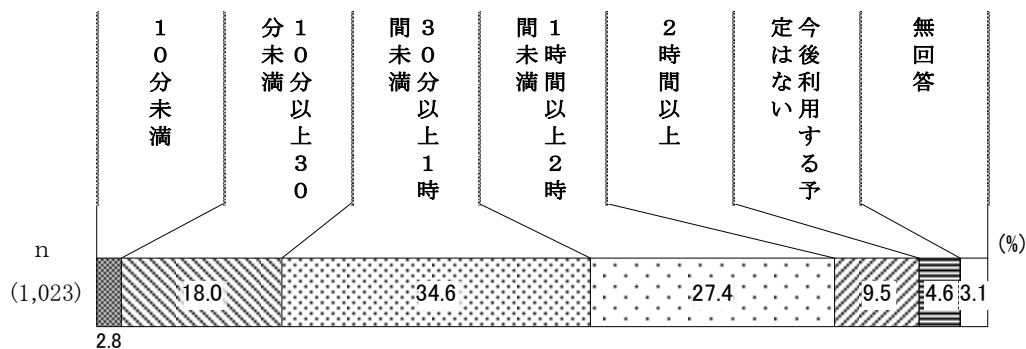 １０分未満
１０分以上３０
分未満
３０分以上１時
間未満
１時間以上２時
間未満
２時間以上
今後利用する予
定はない
無回答
(%)
n
(1,023)
18.0
34.6
27.4
9.5
4.6
3.1
2.8